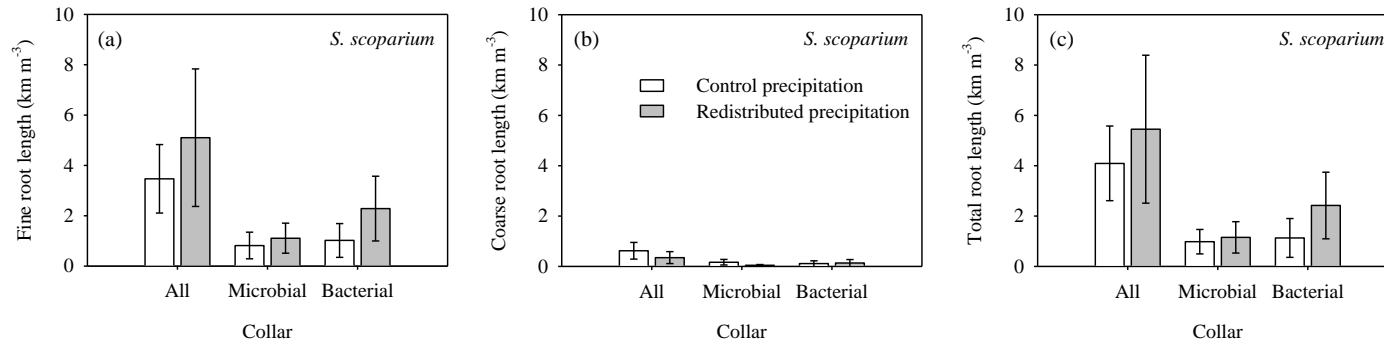 Fine root length (km m-3)
10
8
6
4
2
0
(a)
S. scoparium
All Microbial Bacterial
Collar
Coarse root length (km m-3)
10
8
6
4
2
0
(b)
S. scoparium
Control precipitation
Redistributed precipitation
All Microbial Bacterial
Collar
Total root length (km m-3)
10
8
6
4
2
0
(c)
S. scoparium
All Microbial Bacterial
Collar